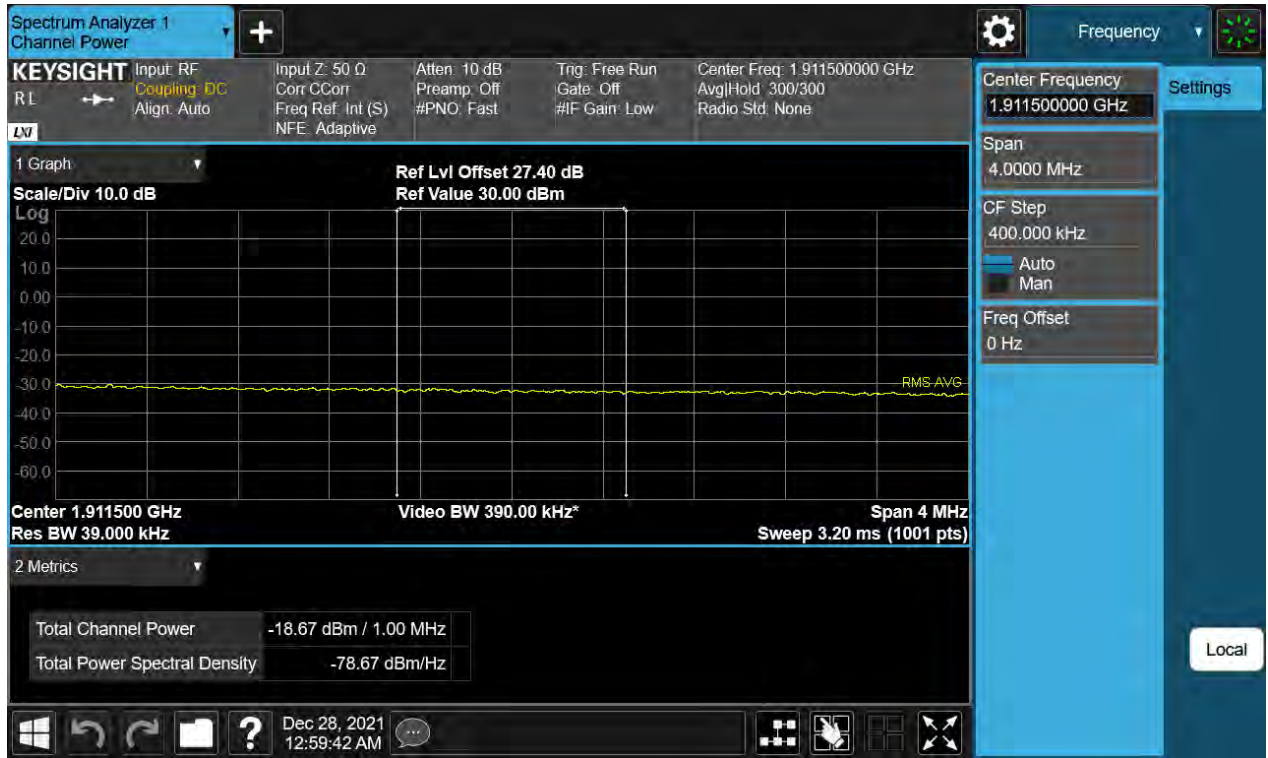 Spectrum Analyzer 1
Channel Power
+
Frequency
KEYSIGHT
RL
LXI
Input: RF
Coupling: DC
Align: Auto
Input Z: 50 Ω
Corr CCorr
Freq Ref: Int (S)
NFE: Adaptive
Atten: 10 dB
Preamp: Off
#PNO: Fast
Trig: Free Run
Gate: Off
#IF Gain: Low
Center Freq: 1.911500000 GHz
Avg|Hold: 300/300
Radio Std: None
Center Frequency
1.911500000 GHz
Settings
Span
4.0000 MHz
CF Step
400.000 kHz
Auto
Man
Freq Offset
0 Hz
1 Graph
Ref Lvl Offset 27.40 dB
Scale/Div 10.0 dB
Ref Value 30.00 dBm
Log
20.0
10.0
0.00
-10.0
-20.0
-30.0
RMS AVG
-40.0
-50.0
-60.0
Center 1.911500 GHz
Video BW 390.00 kHz*
Span 4 MHz
Res BW 39.000 kHz
Sweep 3.20 ms (1001 pts)
2 Metrics
Total Channel Power -18.67 dBm / 1.00 MHz
Total Power Spectral Density -78.67 dBm/Hz
Local
?
Dec 28, 2021
12:59:42 AM